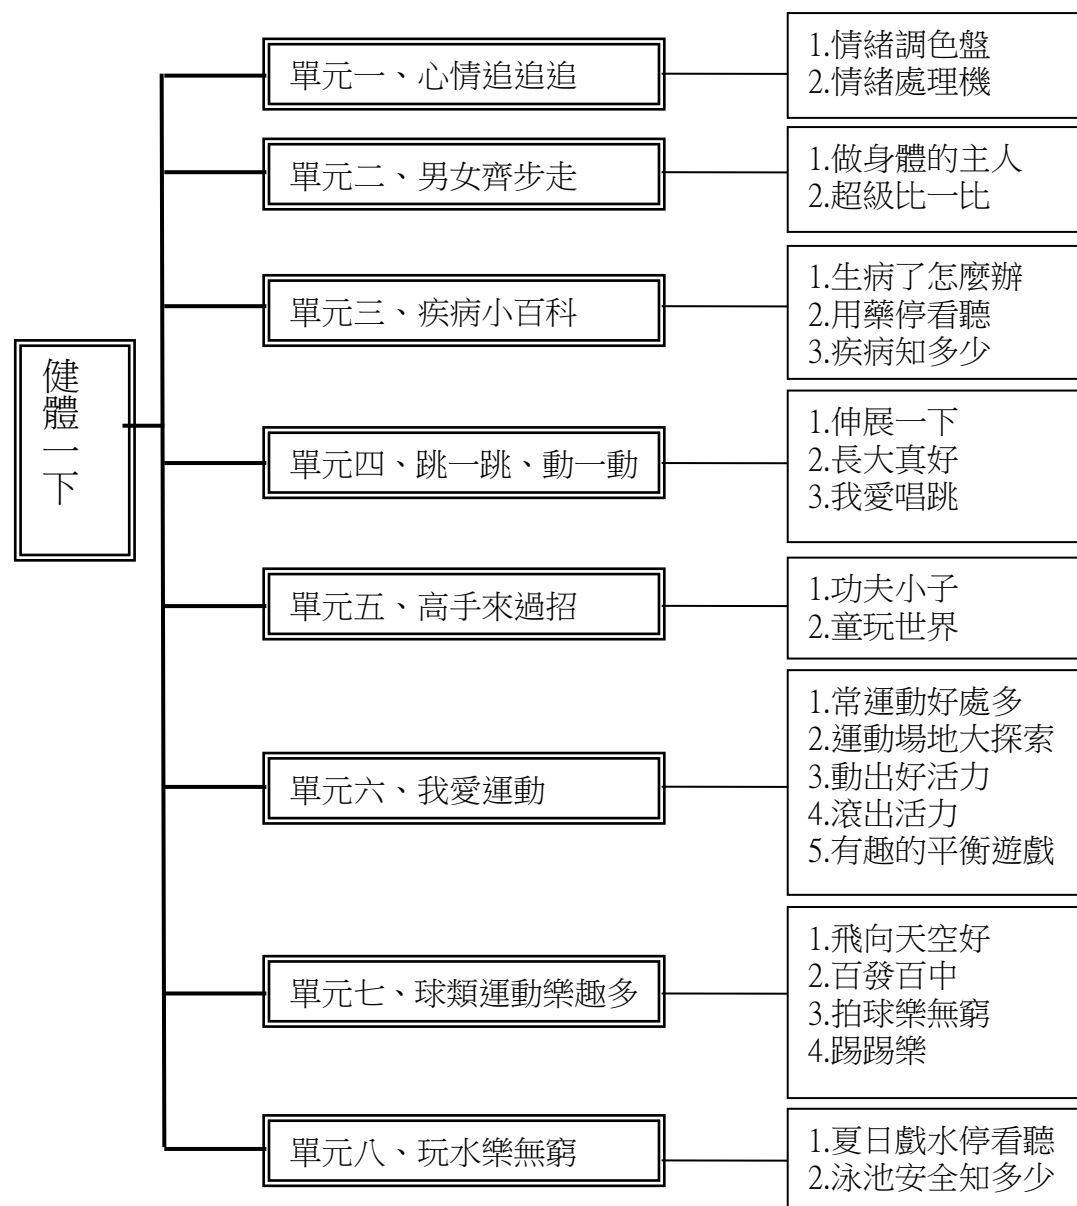 健體一下
單元一、心情追追追
1.情緒調色盤
2.情緒處理機
單元二、男女齊步走
1.做身體的主人
2.超級比一比
單元三、疾病小百科
1.生病了怎麼辦
2.用藥停看聽
3.疾病知多少
單元四、跳一跳、動一動
1.伸展一下
2.長大真好
3.我愛唱跳
單元五、高手來過招
1.功夫小子
2.童玩世界
單元六、我愛運動
1.常運動好處多
2.運動場地大探索
3.動出好活力
4.滾出活力
5.有趣的平衡遊戲
單元七、球類運動樂趣多
1.飛向天空好
2.百發百中
3.拍球樂無窮
4.踢踢樂
單元八、玩水樂無窮
1.夏日戲水停看聽
2.泳池安全知多少